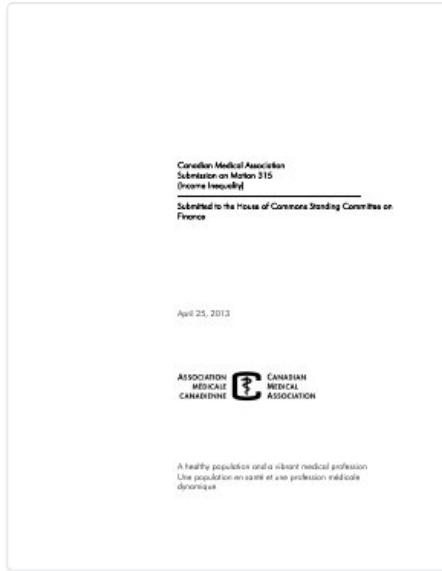 Canadian Medical Association
Submission on Motion 315
(Income Inequality)
Submitted to the House of Commons Standing Committee on
Finance
April 25, 2013
ASSOCIATION
MÉDICALE
CANADIENNE
CANADIAN
MEDICAL
ASSOCIATION
A healthy population and a vibrant medical profession
Une population en santé et une profession médicale
dynamique